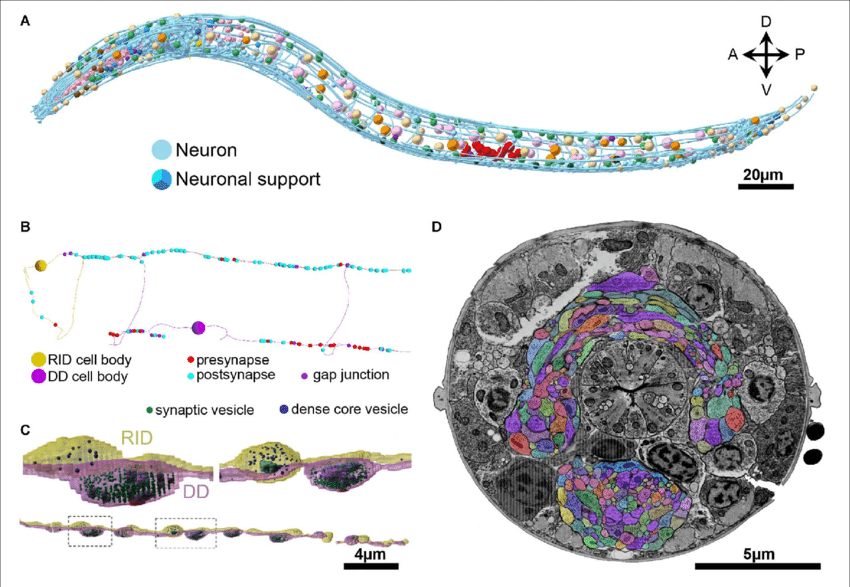 A
D
A P
V
Neuron
Neuronal support
20μm
B
D
RID cell body
DD cell body
presynapse
postsynapse
gap junction
synaptic vesicle
dense core vesicle
C
RID
DD
4μm
5μm